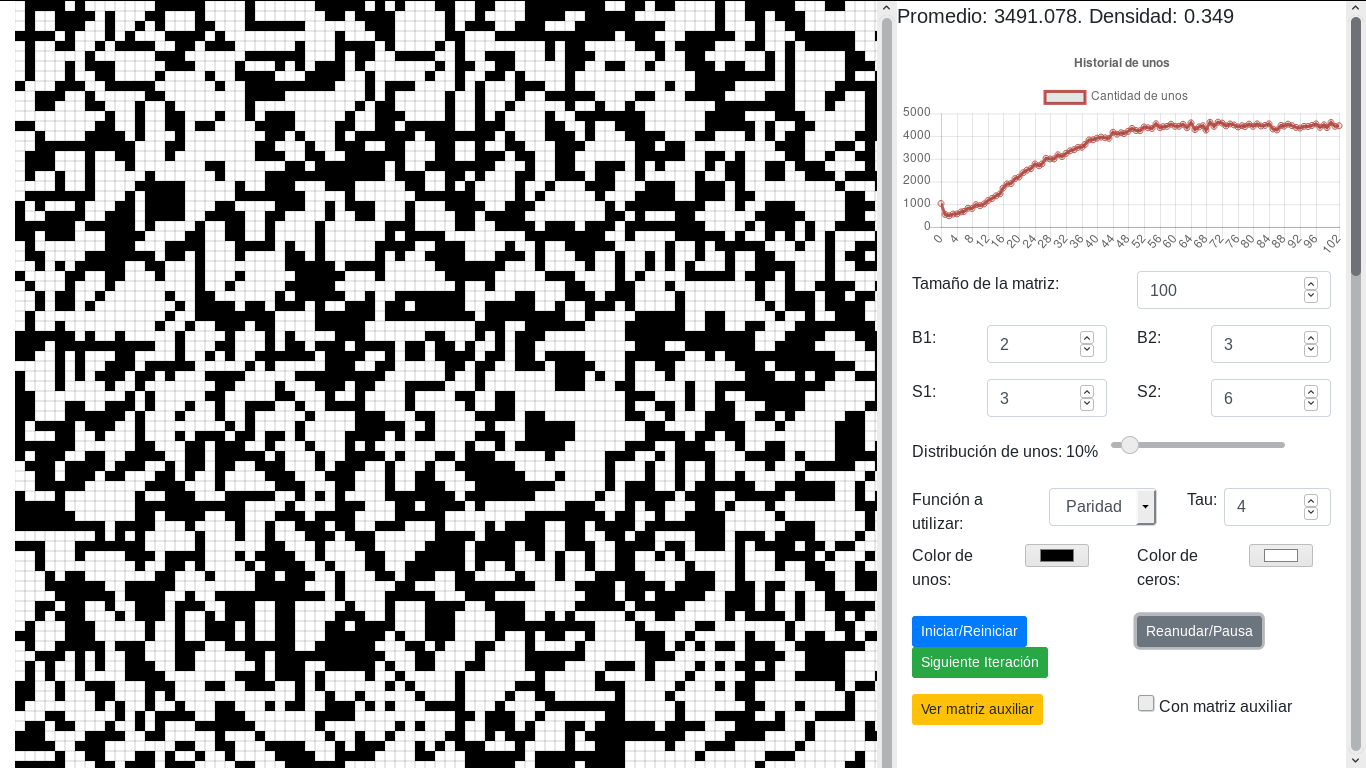 Promedio: 3491.078. Densidad: 0.349
Historial de unos
Cantidad de unos
5000
4000
3000
2000
1000
0
0 4 8 12 16 20 24 28 32 36 40 44 48 52 56 60 64 68 72 76 80 84 88 92 96 102
Tamaño de la matriz: 100
B1: 2 B2: 3
S1: 3 S2: 6
Distribución de unos: 10%
Función a utilizar: Paridad Tau: 4
Color de unos: Color de ceros:
Iniciar/Reiniciar Reanudar/Pausa
Siguiente Iteración
Ver matriz auxiliar Con matriz auxiliar